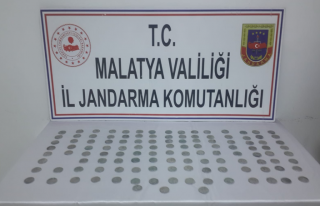 T.C.
MALATYA VALİLİĞİ
İL JANDARMA KOMUTANLIĞI